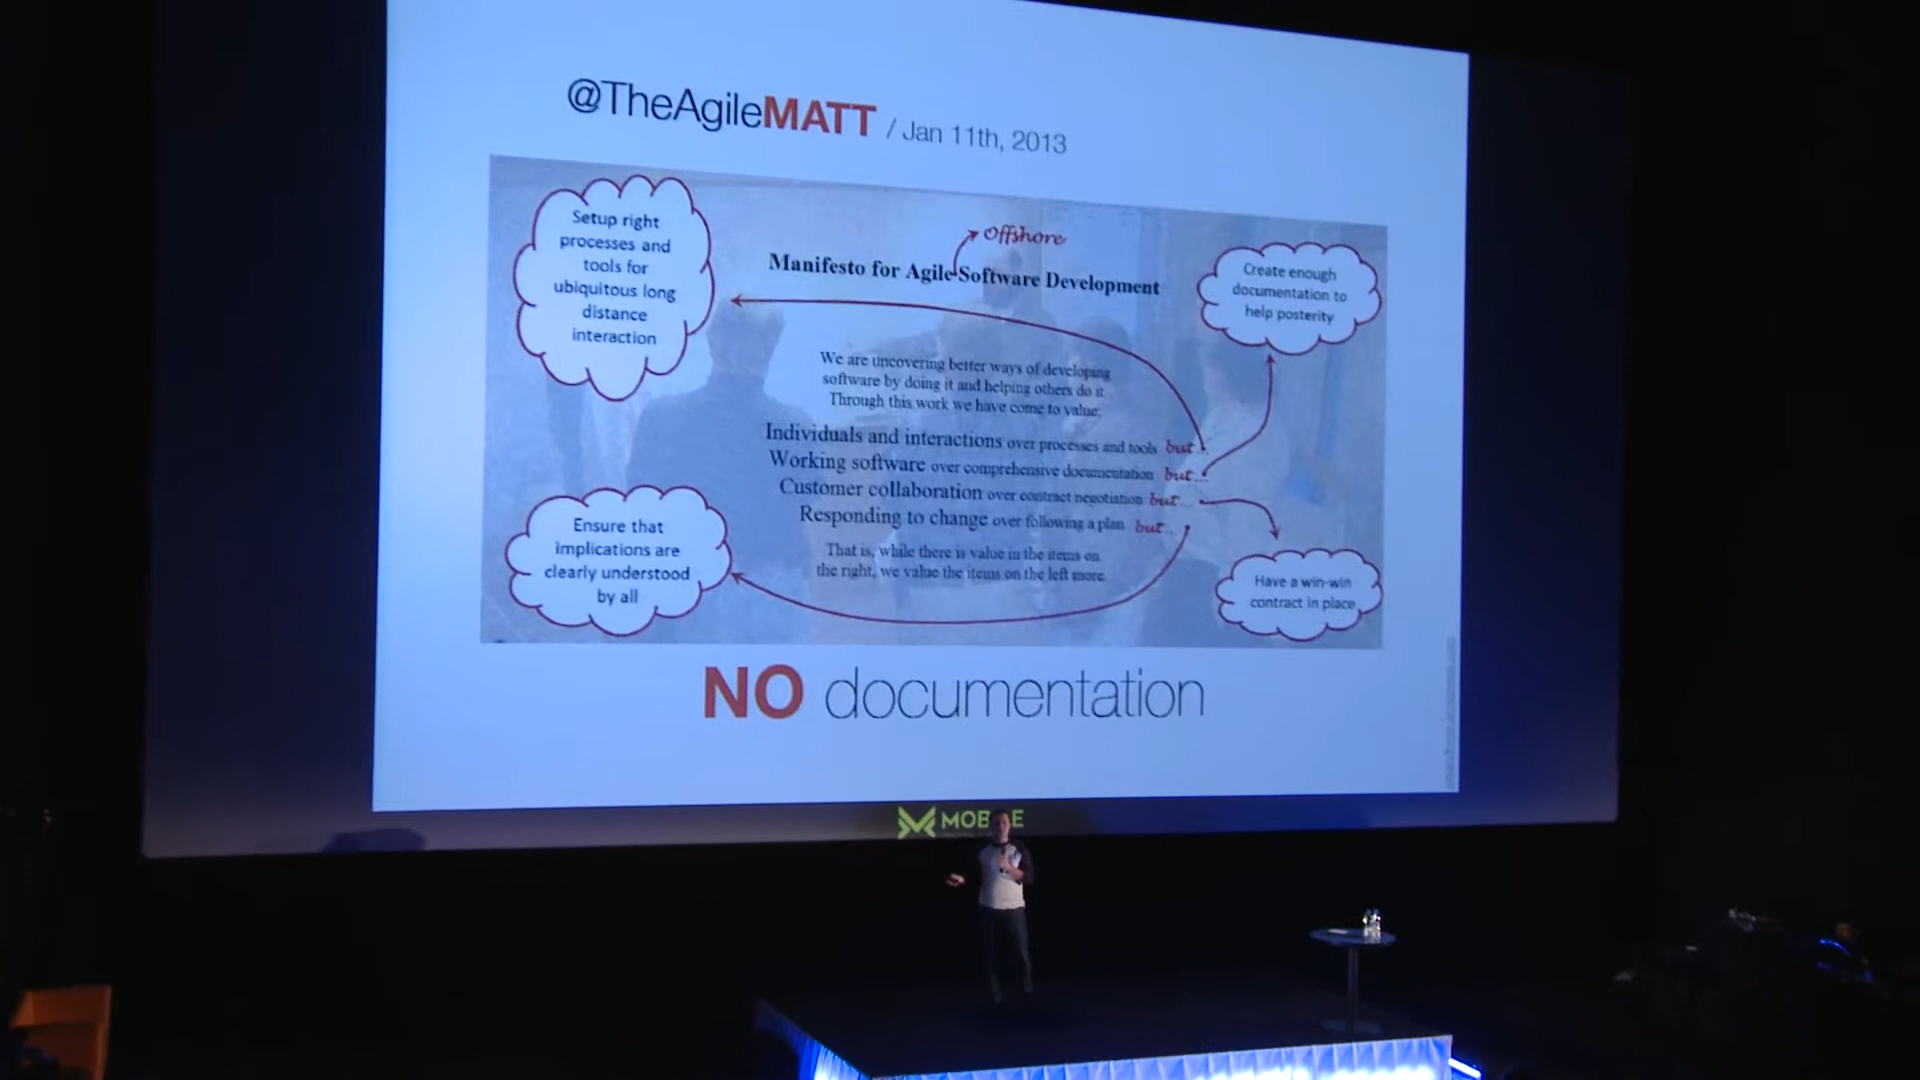 @TheAgileMATT / Jan 11th, 2013
Setup right
processes and
tools for
ubiquitous long
distance
interaction
Offshore
Manifesto for Agile Software Development
Create enough
documentation to
help posterity
We are uncovering better ways of developing
software by doing it and helping others do it.
Through this work we have come to value:
Individuals and interactions over processes and tools but...
Working software over comprehensive documentation but...
Customer collaboration over contract negotiation but...
Responding to change over following a plan but...
That is, while there is value in the items on
the right, we value the items on the left more.
Ensure that
implications are
clearly understood
by all
Have a win-win
contract in place
NO documentation